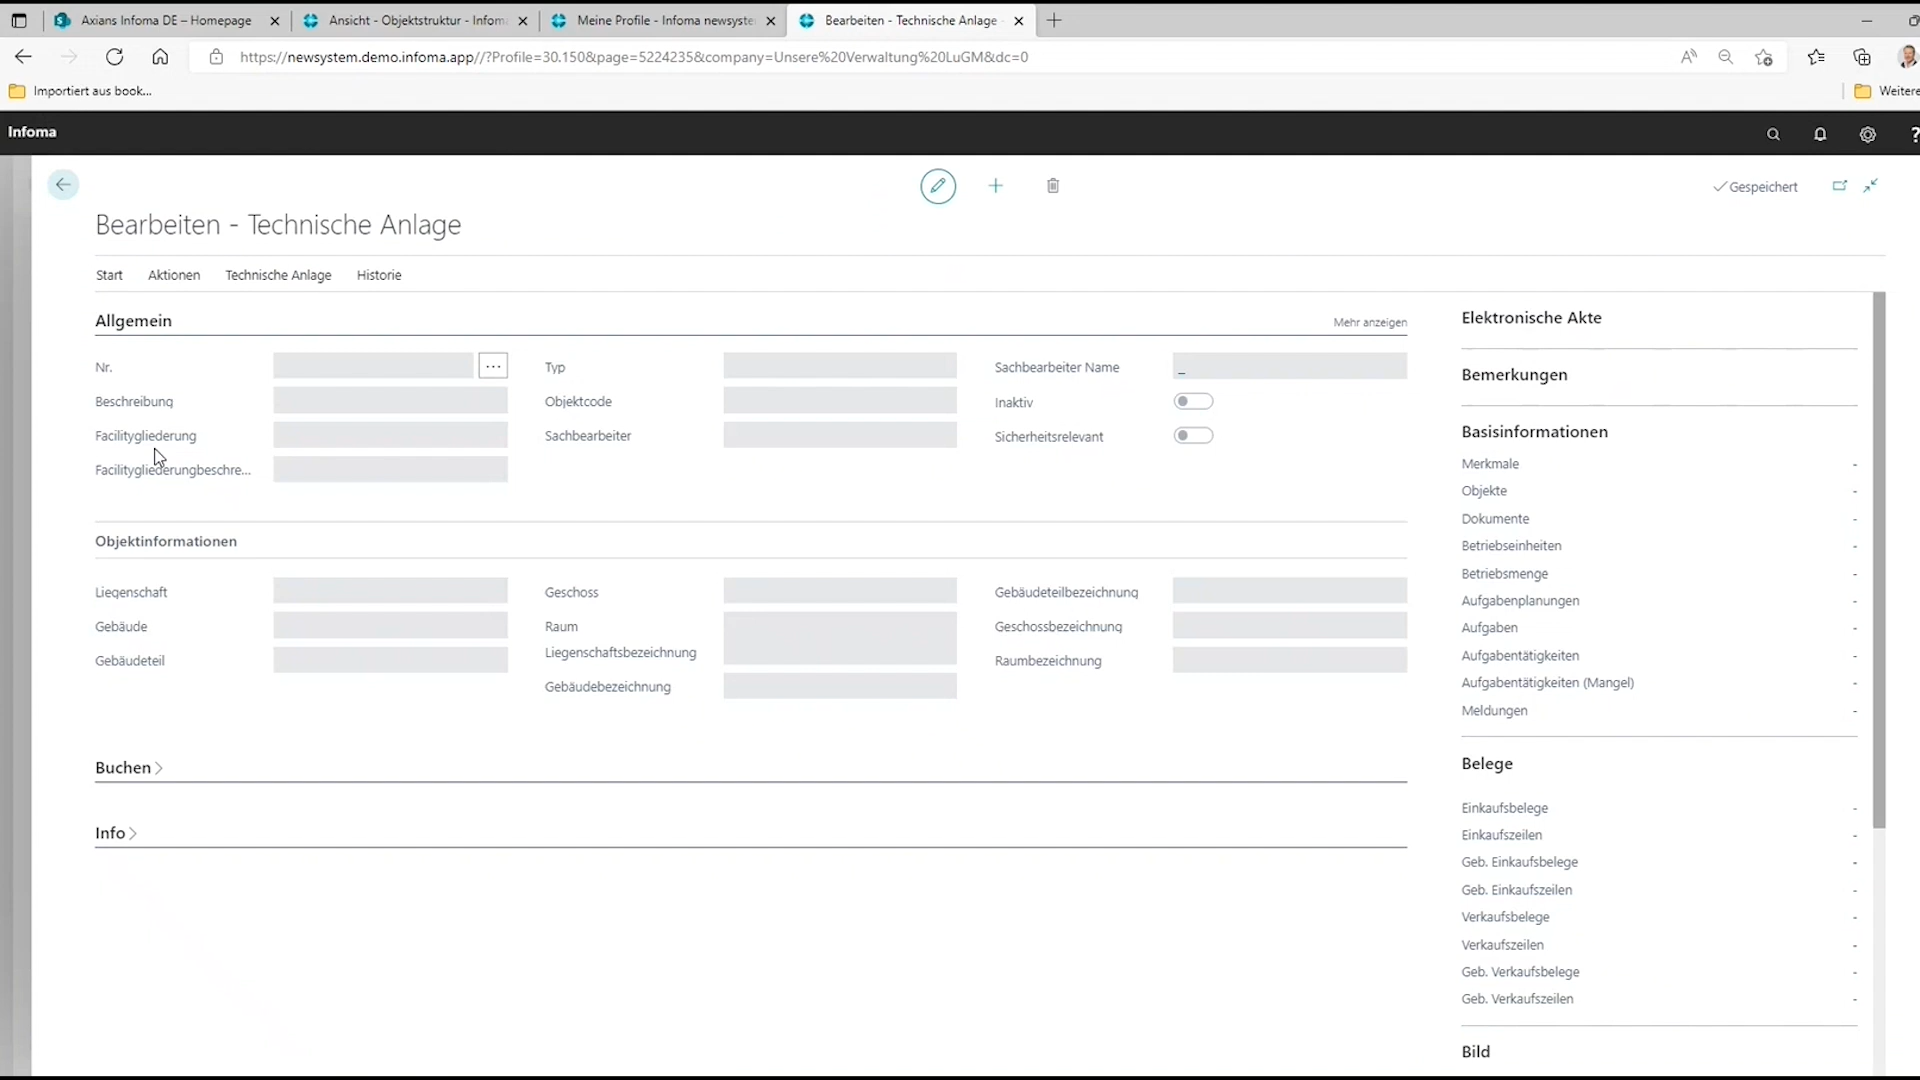 Axians Infoma DE – Homepage
Ansicht - Objektstruktur - Infom
Meine Profile - Infoma newsyste
Bearbeiten - Technische Anlage
https://newsystem.demo.infoma.app//?Profile=30.150&page=5224235&company=Unsere%20Verwaltung%20LuGM&dc=0
Importiert aus book...
Weitere
Infoma
Gespeichert
Bearbeiten - Technische Anlage
Start Aktionen Technische Anlage Historie
Allgemein
Mehr anzeigen
Nr.
Typ
Sachbearbeiter Name
_
Beschreibung
Objektcode
Inaktiv
Facilitygliederung
Sachbearbeiter
Sicherheitsrelevant
Facilitygliederungbeschre...
Objektinformationen
Liegenschaft
Geschoss
Gebäudeteilbezeichnung
Gebäude
Raum
Geschossbezeichnung
Liegenschaftsbezeichnung
Gebäudeteil
Raumbezeichnung
Gebäudebezeichnung
Buchen
Info
Elektronische Akte
Bemerkungen
Basisinformationen
Merkmale -
Objekte -
Dokumente -
Betriebseinheiten -
Betriebsmenge -
Aufgabenplanungen -
Aufgaben -
Aufgabentätigkeiten -
Aufgabentätigkeiten (Mangel) -
Meldungen -
Belege
Einkaufsbelege -
Einkaufszeilen -
Geb. Einkaufsbelege -
Geb. Einkaufszeilen -
Verkaufsbelege -
Verkaufszeilen -
Geb. Verkaufsbelege -
Geb. Verkaufszeilen -
Bild